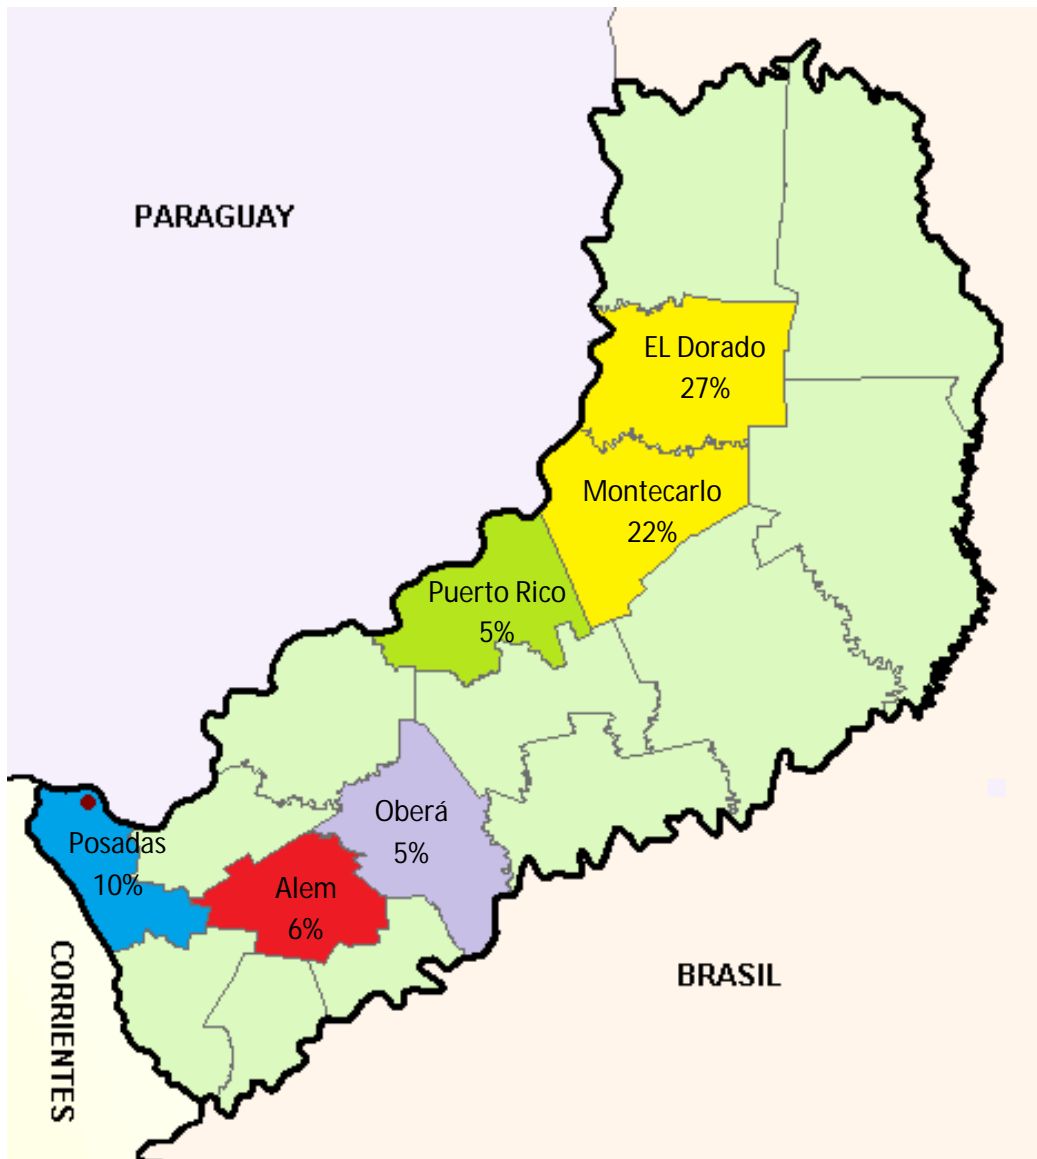 PARAGUAY
EL Dorado
27%
Montecarlo
22%
Puerto Rico
5%
Oberá
5%
Posadas
10%
Alem
6%
CORRIENTES
BRASIL